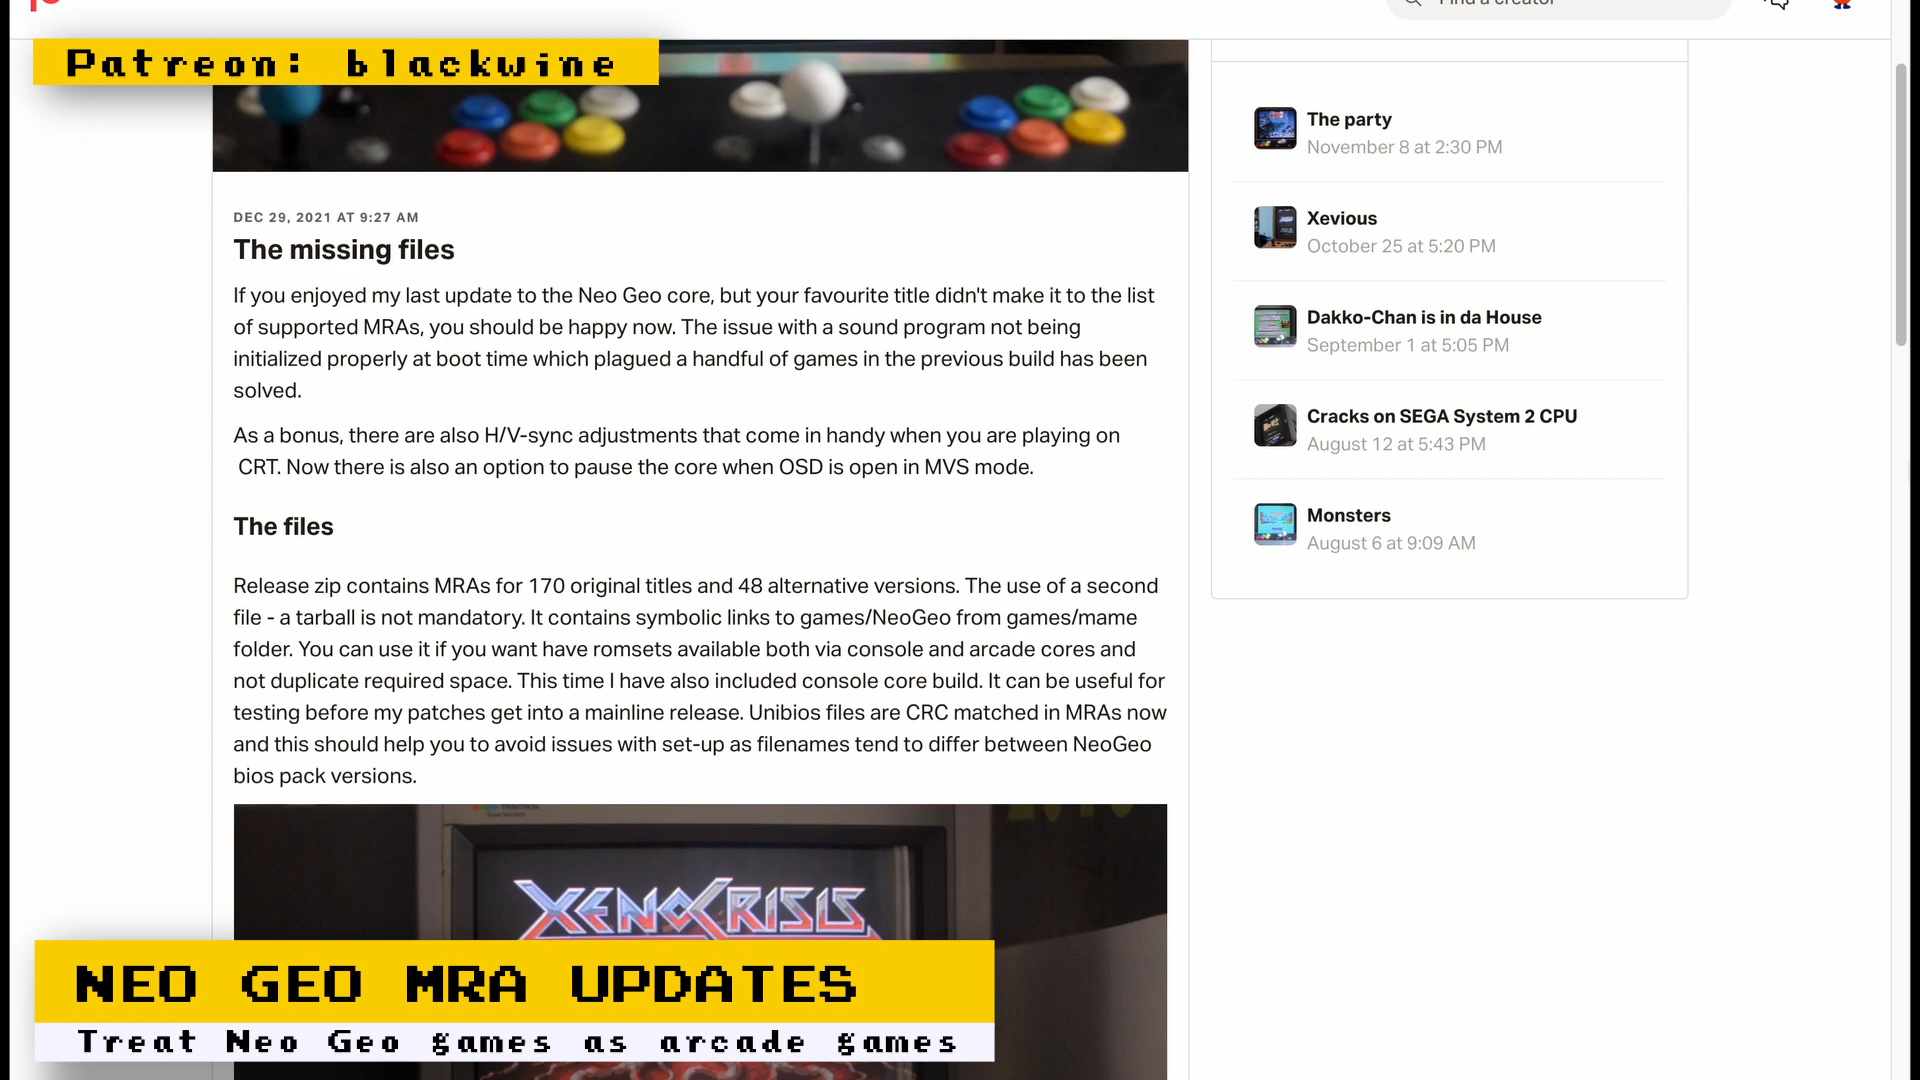 Find a creator
Patreon: blackwine
DEC 29, 2021 AT 9:27 AM
The missing files
If you enjoyed my last update to the Neo Geo core, but your favourite title didn't make it to the list
of supported MRAs, you should be happy now. The issue with a sound program not being
initialized properly at boot time which plagued a handful of games in the previous build has been
solved.
As a bonus, there are also H/V-sync adjustments that come in handy when you are playing on
CRT. Now there is also an option to pause the core when OSD is open in MVS mode.
The files
Release zip contains MRAs for 170 original titles and 48 alternative versions. The use of a second
file - a tarball is not mandatory. It contains symbolic links to games/NeoGeo from games/mame
folder. You can use it if you want have romsets available both via console and arcade cores and
not duplicate required space. This time I have also included console core build. It can be useful for
testing before my patches get into a mainline release. Unibios files are CRC matched in MRAs now
and this should help you to avoid issues with set-up as filenames tend to differ between NeoGeo
bios pack versions.
XENOCRISIS
NEO GEO MRA UPDATES
Treat Neo Geo games as arcade games
The party
November 8 at 2:30 PM
Xevious
October 25 at 5:20 PM
Dakko-Chan is in da House
September 1 at 5:05 PM
Cracks on SEGA System 2 CPU
August 12 at 5:43 PM
Monsters
August 6 at 9:09 AM